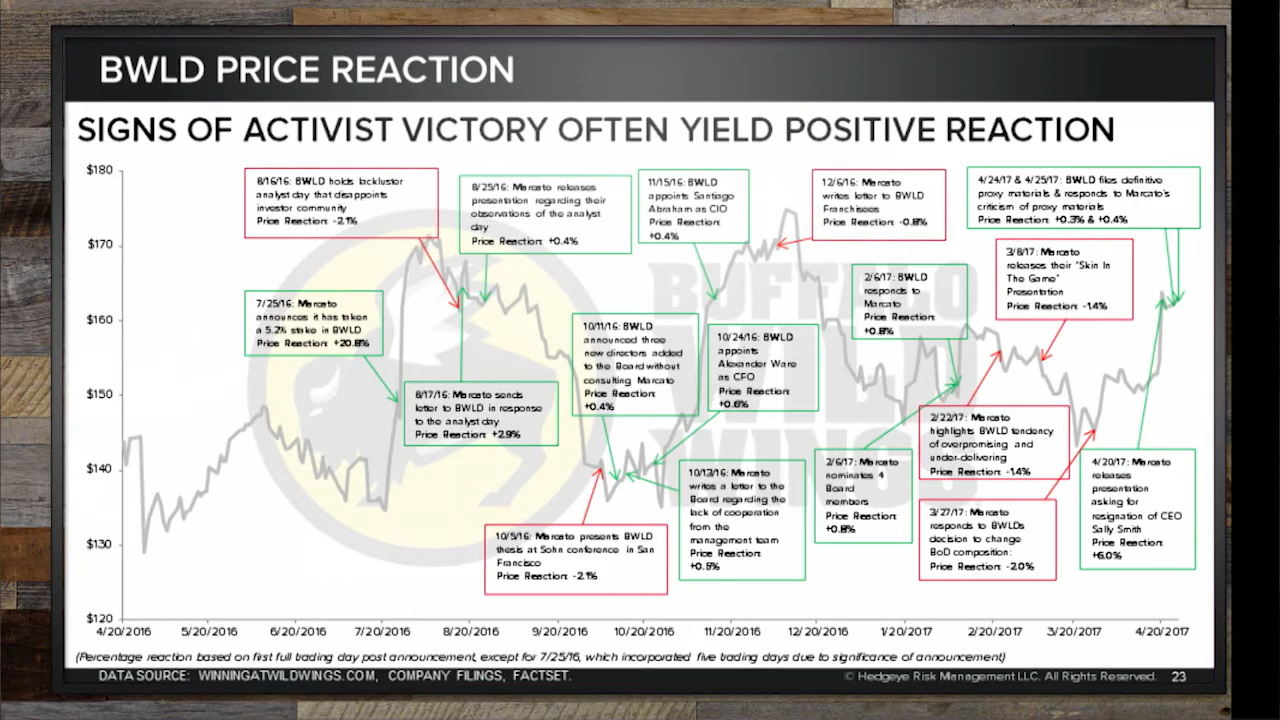 BWLD PRICE REACTION
SIGNS OF ACTIVIST VICTORY OFTEN YIELD POSITIVE REACTION
$180
$170
$160
$150
$140
$130
$120
8/16/16: BWLD holds lackluster
analyst day that disappoints
investor community
Price Reaction: -2.1%
8/25/16: Marcato releases
presentation regarding their
observations of the analyst
day
Price Reaction: +0.4%
11/15/16: BWLD
appoints Santiago
Abraham as CIO
Price Reaction:
+0.4%
12/6/16: Marcato
writes letter to BWLD
Franchisees
Price Reaction: -0.8%
4/24/17 & 4/25/17: BWLD files definitive
proxy materials & responds to Marcato's
criticism of proxy materials
Price Reaction: +0.3% & +0.4%
7/25/16: Marcato
announces it has taken
a 5.2% stake in BWLD
Price Reaction: +20.8%
8/17/16: Marcato sends
letter to BWLD in response
to the analyst day
Price Reaction: +2.9%
10/11/16: BWLD
announced three
new directors added
to the Board without
consulting Marcato
Price Reaction:
+0.4%
10/24/16: BWLD
appoints
Alexander Ware
as CFO
Price Reaction:
+0.6%
2/6/17: BWLD
responds to
Marcato
Price Reaction:
+0.8%
3/8/17: Marcato
releases their "Skin In
The Game"
Presentation
Price Reaction: -1.4%
10/5/16: Marcato presents BWLD
thesis at Sohn conference in San
Francisco
Price Reaction: -2.1%
10/13/16: Marcato
writes a letter to the
Board regarding the
lack of cooperation
from the
management team
Price Reaction:
+0.5%
2/6/17: Marcato
nominates 4
Board
members
Price Reaction:
+0.8%
2/22/17: Marcato
highlights BWLD tendency
of overpromising and
under-delivering
Price Reaction: -1.4%
3/27/17: Marcato
responds to BWLDs
decision to change
BoD composition:
Price Reaction: -2.0%
4/20/17: Marcato
releases
presentation
asking for
resignation of CEO
Sally Smith
Price Reaction:
+6.0%
BUFFALO
WILD
WINGS
4/20/2016 5/20/2016 6/20/2016 7/20/2016 8/20/2016 9/20/2016 10/20/2016 11/20/2016 12/20/2016 1/20/2017 2/20/2017 3/20/2017 4/20/2017
(Percentage reaction based on first full trading day post announcement, except for 7/25/16, which incorporated five trading days due to significance of announcement)
DATA SOURCE: WINNINGATWILDWINGS.COM, COMPANY FILINGS, FACTSET.
© Hedgeye Risk Management LLC. All Rights Reserved. 23